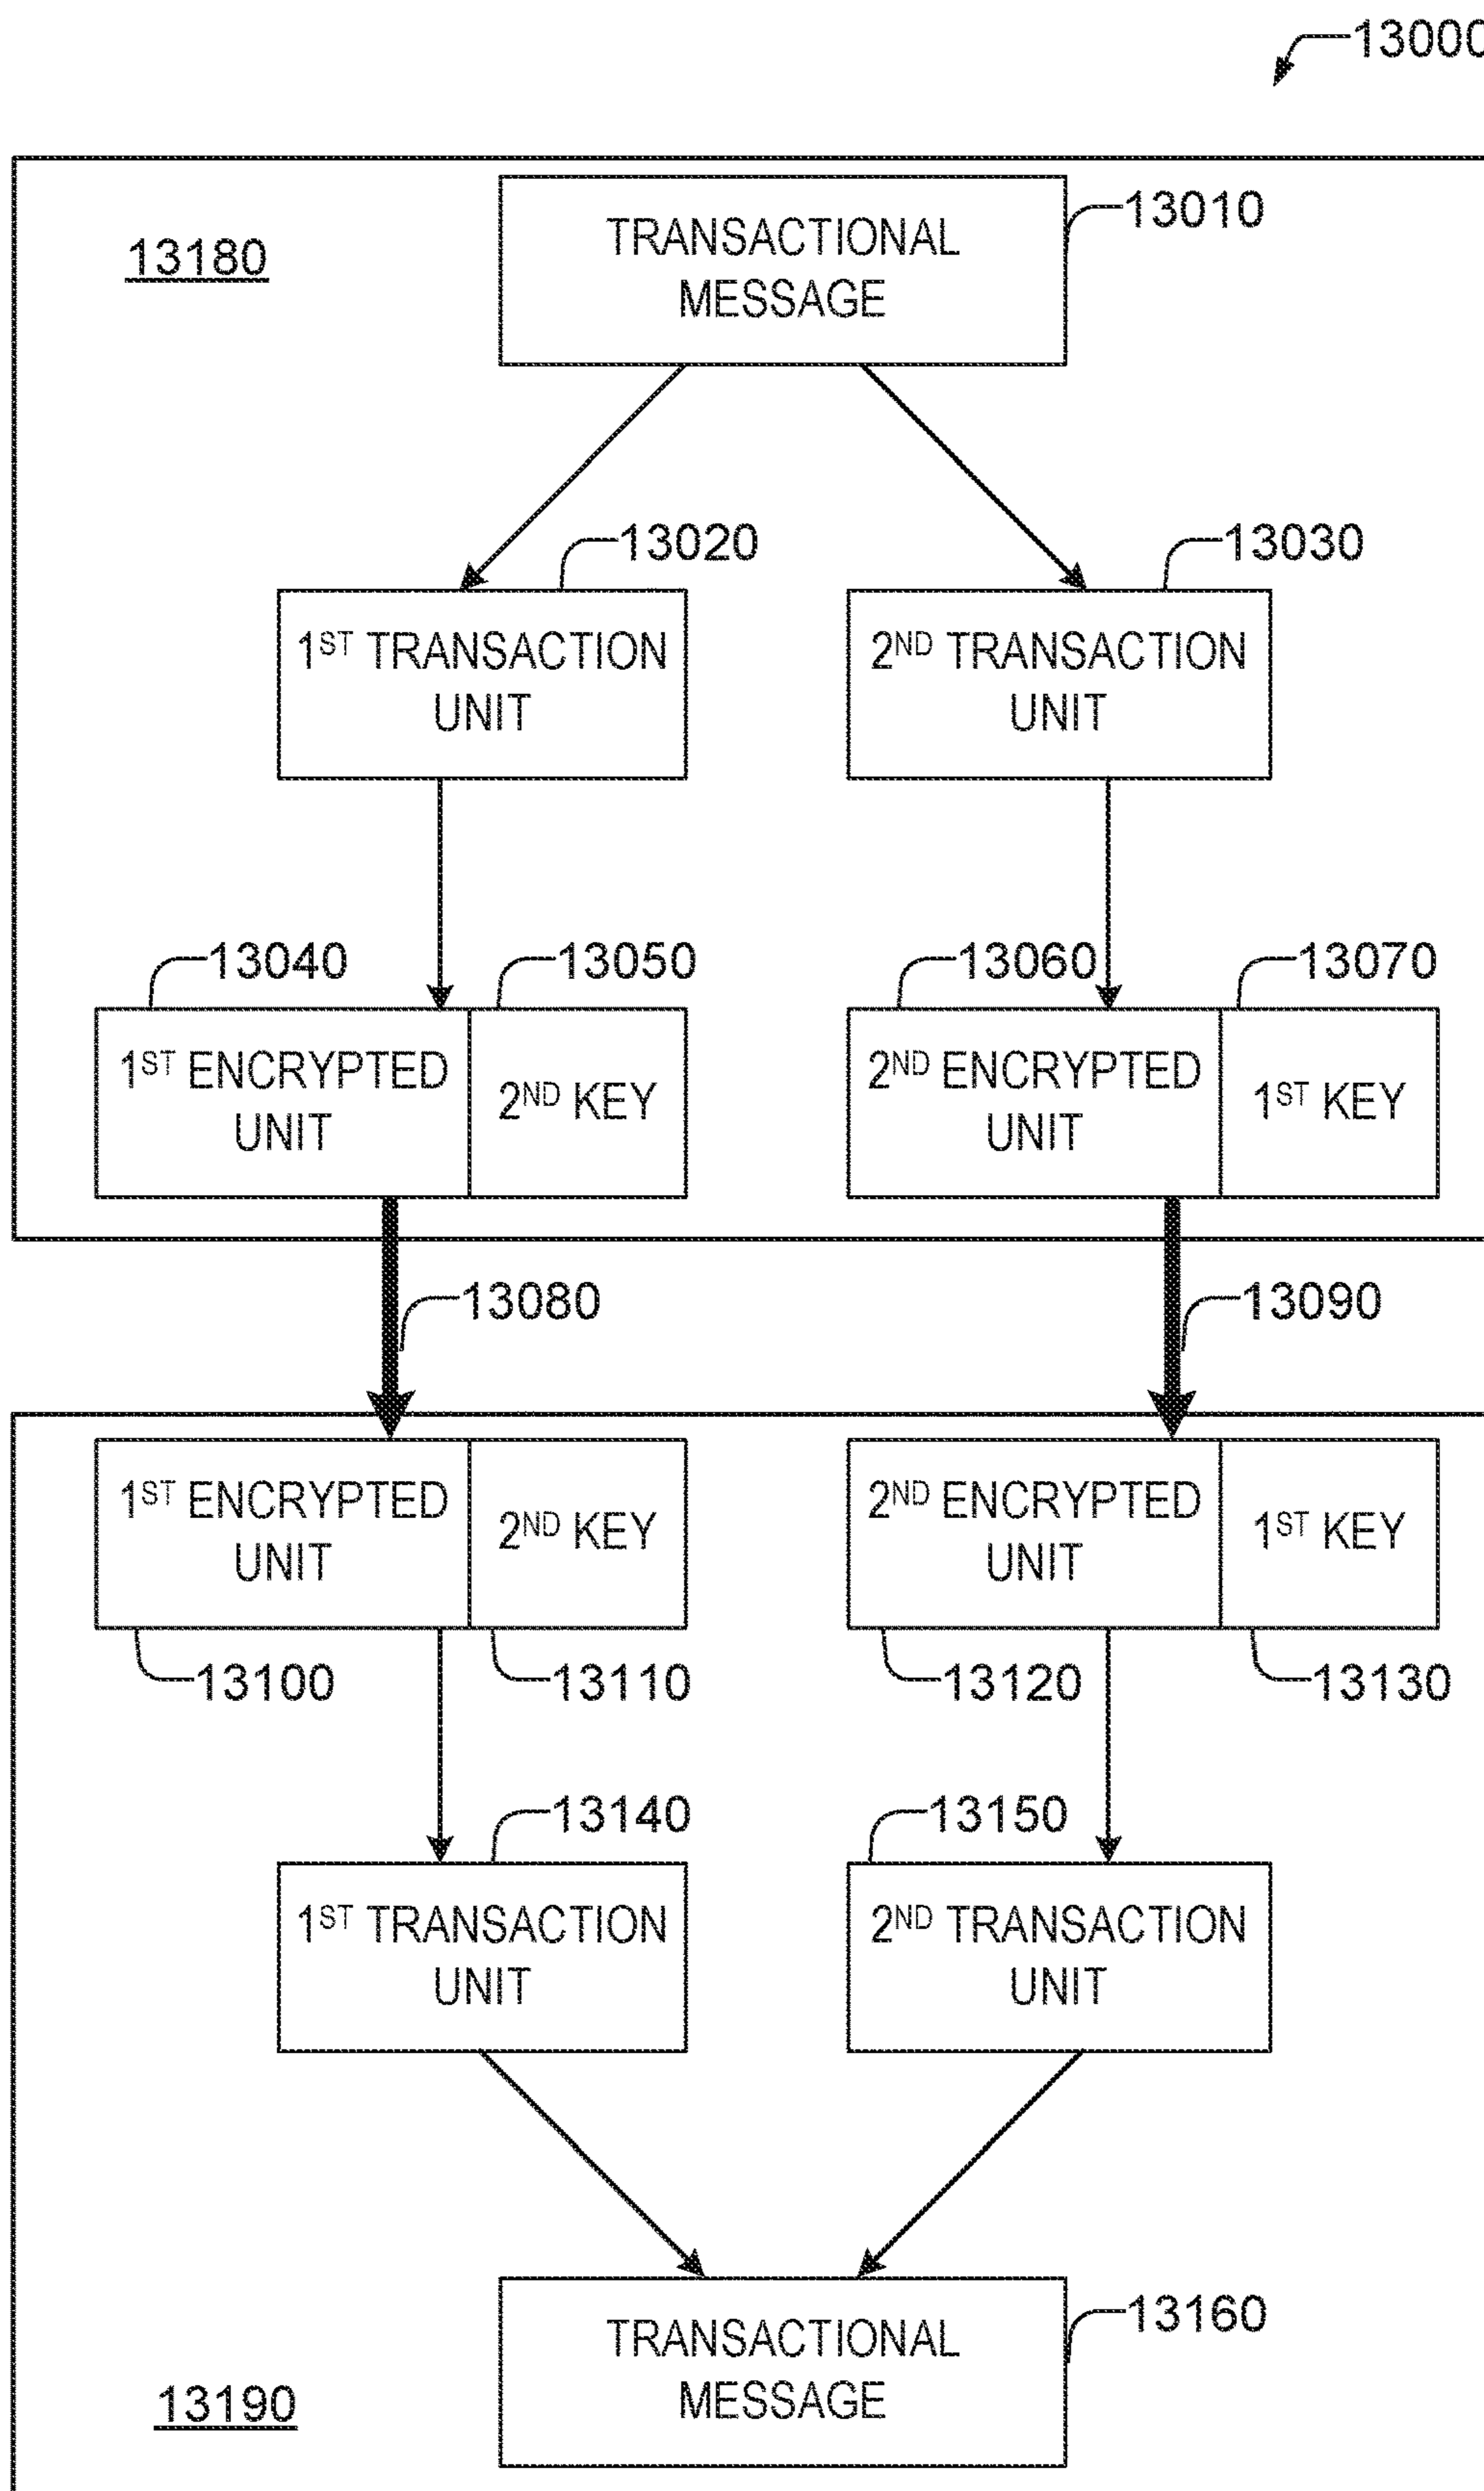 13000
13180
TRANSACTIONAL
MESSAGE
13010
13020
13030
1ST TRANSACTION
UNIT
2ND TRANSACTION
UNIT
13040
13050
13060
13070
1ST ENCRYPTED
UNIT
2ND KEY
2ND ENCRYPTED
UNIT
1ST KEY
13080
13090
1ST ENCRYPTED
UNIT
2ND KEY
2ND ENCRYPTED
UNIT
1ST KEY
13100
13110
13120
13130
13140
13150
1ST TRANSACTION
UNIT
2ND TRANSACTION
UNIT
TRANSACTIONAL
MESSAGE
13160
13190